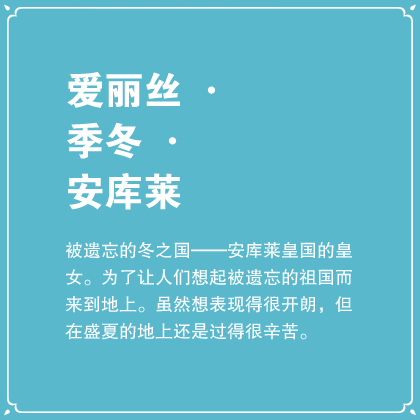 爱丽丝 ·
季冬 ·
安库莱
被遗忘的冬之国——安库莱皇国的皇
女。为了让人们想起被遗忘的祖国而
来到地上。虽然想表现得很开朗，但
在盛夏的地上还是过得很辛苦。